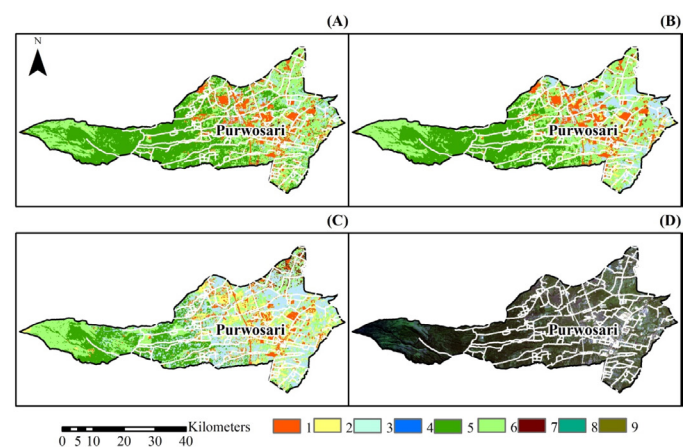 (A)
(B)
N
Purwosari
Purwosari
(C)
(D)
Purwosari
Purwosari
Kilometers
0 5 10 20 30 40
1 2 3 4 5 6 7 8 9